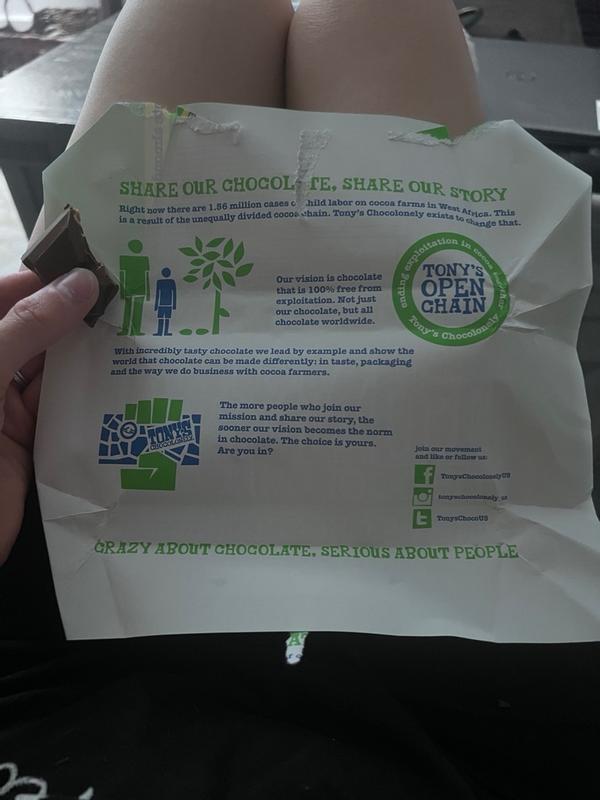 SHARE OUR CHOCOLATE, SHARE OUR STORY
Right now there are 1.56 million cases of child labor on cocoa farms in West Africa. This
is a result of the unequally divided cocoa chain. Tony's Chocolonely exists to change that.
Our vision is chocolate
that is 100% free from
exploitation. Not just
our chocolate, but all
chocolate worldwide.
ending exploitation in cocoa together
TONY'S
OPEN
CHAIN
Tony's Chocolonely
With incredibly tasty chocolate we lead by example and show the
world that chocolate can be made differently: in taste, packaging
and the way we do business with cocoa farmers.
TONY'S
CHOCOLONELY
The more people who join our
mission and share our story, the
sooner our vision becomes the norm
in chocolate. The choice is yours.
Are you in?
join our movement
and like or follow us:
TonysChocolonelyUS
tonyschocolonely_us
TonysChocoUS
CRAZY ABOUT CHOCOLATE, SERIOUS ABOUT PEOPLE